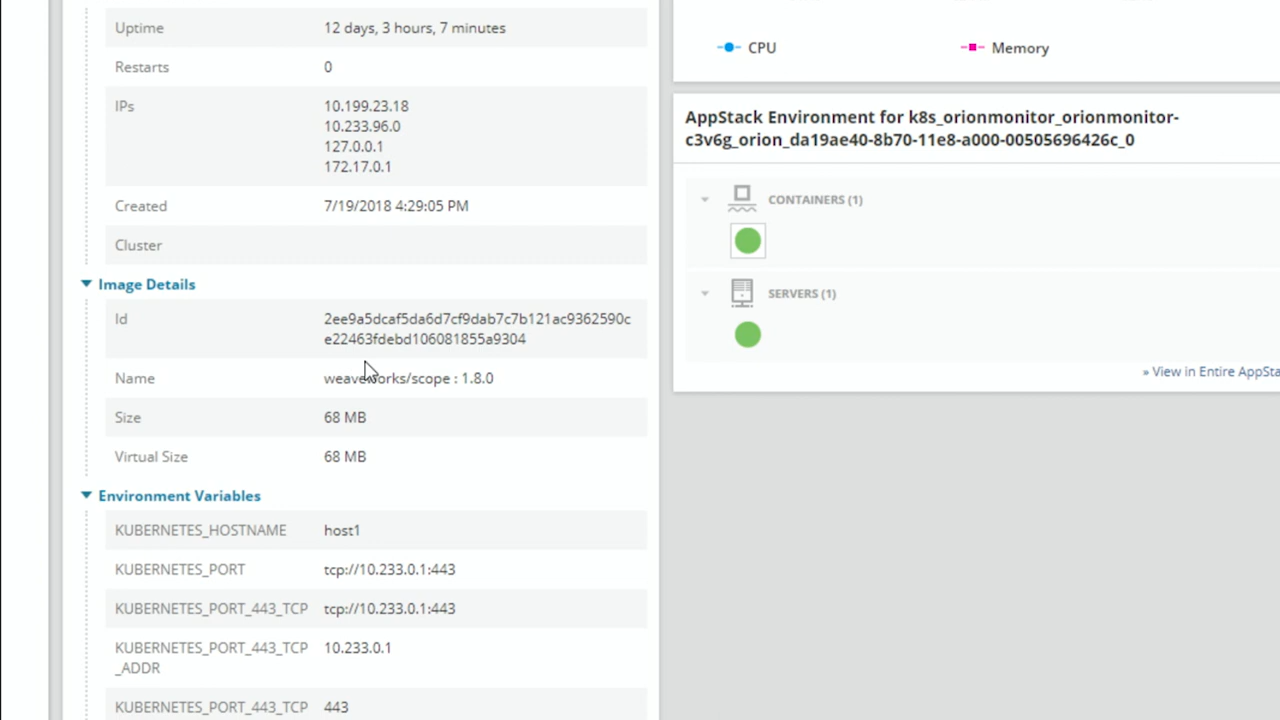 Uptime 12 days, 3 hours, 7 minutes
Restarts 0
IPs 10.199.23.18
10.233.96.0
127.0.0.1
172.17.0.1
Created 7/19/2018 4:29:05 PM
Cluster
Image Details
Id 2ee9a5dcaf5da6d7cf9dab7c7b121ac9362590c
e22463fdebd106081855a9304
Name weaveworks/scope : 1.8.0
Size 68 MB
Virtual Size 68 MB
Environment Variables
KUBERNETES_HOSTNAME host1
KUBERNETES_PORT tcp://10.233.0.1:443
KUBERNETES_PORT_443_TCP tcp://10.233.0.1:443
KUBERNETES_PORT_443_TCP 10.233.0.1
_ADDR
KUBERNETES_PORT_443_TCP 443
CPU Memory
AppStack Environment for k8s_orionmonitor_orionmonitor-
c3v6g_orion_da19ae40-8b70-11e8-a000-00505696426c_0
CONTAINERS (1)
SERVERS (1)
» View in Entire AppSta